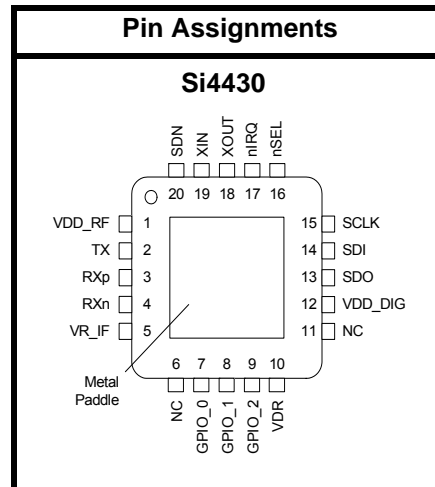 Pin Assignments
Si4430
SDN
XIN
XOUT
nIRQ
nSEL
20 19 18 17 16
VDD_RF 1
TX 2
RXp 3
RXn 4
VR_IF 5
15 SCLK
14 SDI
13 SDO
12 VDD_DIG
11 NC
Metal
Paddle
6 7 8 9 10
NC
GPIO_0
GPIO_1
GPIO_2
VDR